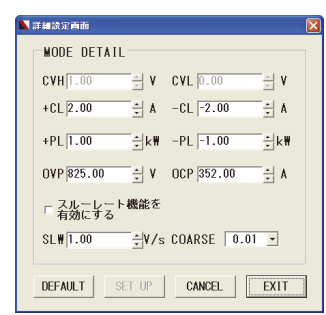 詳細設定画面
MODE DETAIL
CVH 1.00 V CVL 0.00 V
+CL 2.00 A -CL -2.00 A
+PL 1.00 kW -PL -1.00 kW
OVP 825.00 V OCP 352.00 A
スルーレート機能を
有効にする
SLW 1.00 V/s COARSE 0.01
DEFAULT SET UP CANCEL EXIT